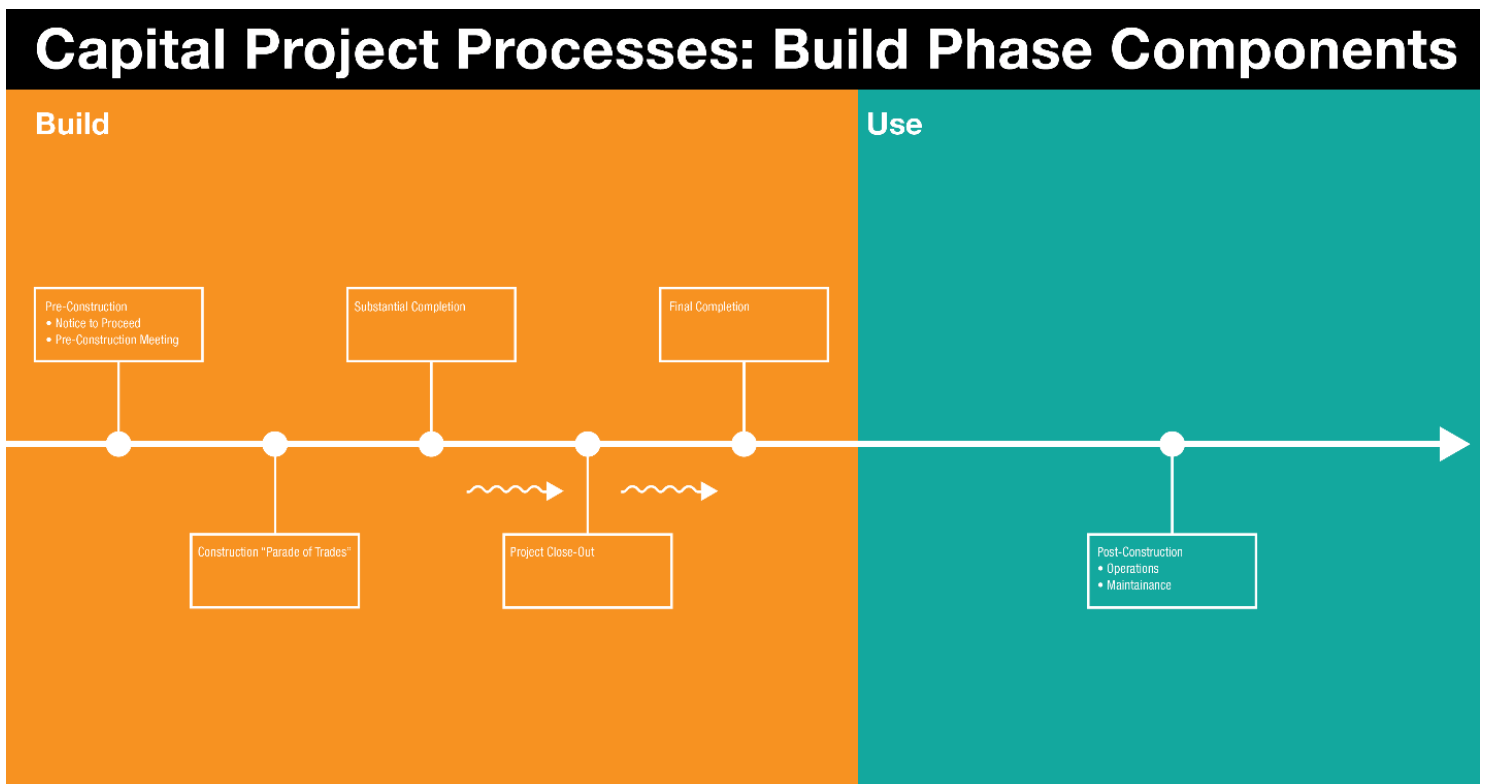 Capital Project Processes: Build Phase Components
Build
Use
Pre-Construction
• Notice to Proceed
• Pre-Construction Meeting
Substantial Completion
Final Completion
Construction "Parade of Trades"
Project Close-Out
Post-Construction
• Operations
• Maintainance